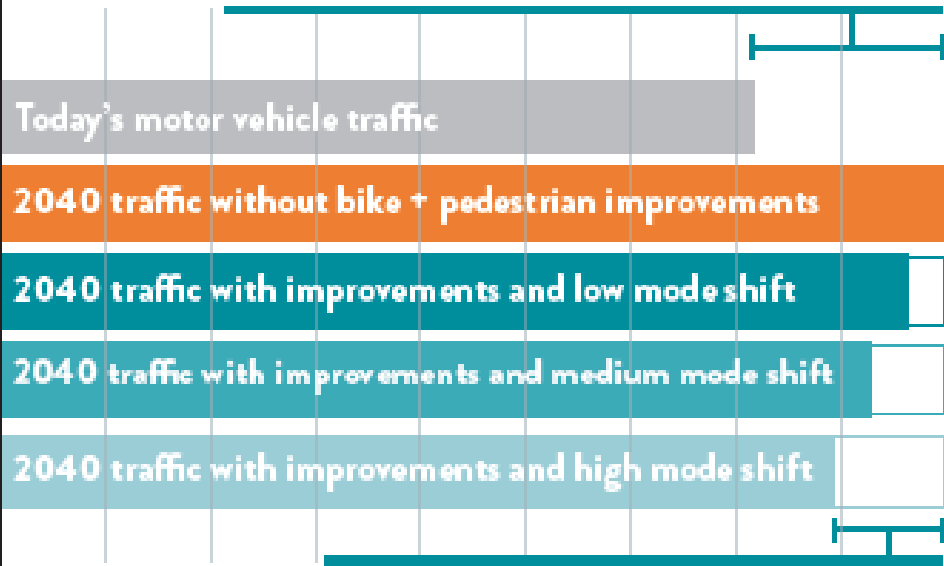 Today's motor vehicle traffic
2040 traffic without bike + pedestrian improvements
2040 traffic with improvements and low mode shift
2040 traffic with improvements and medium mode shift
2040 traffic with improvements and high mode shift